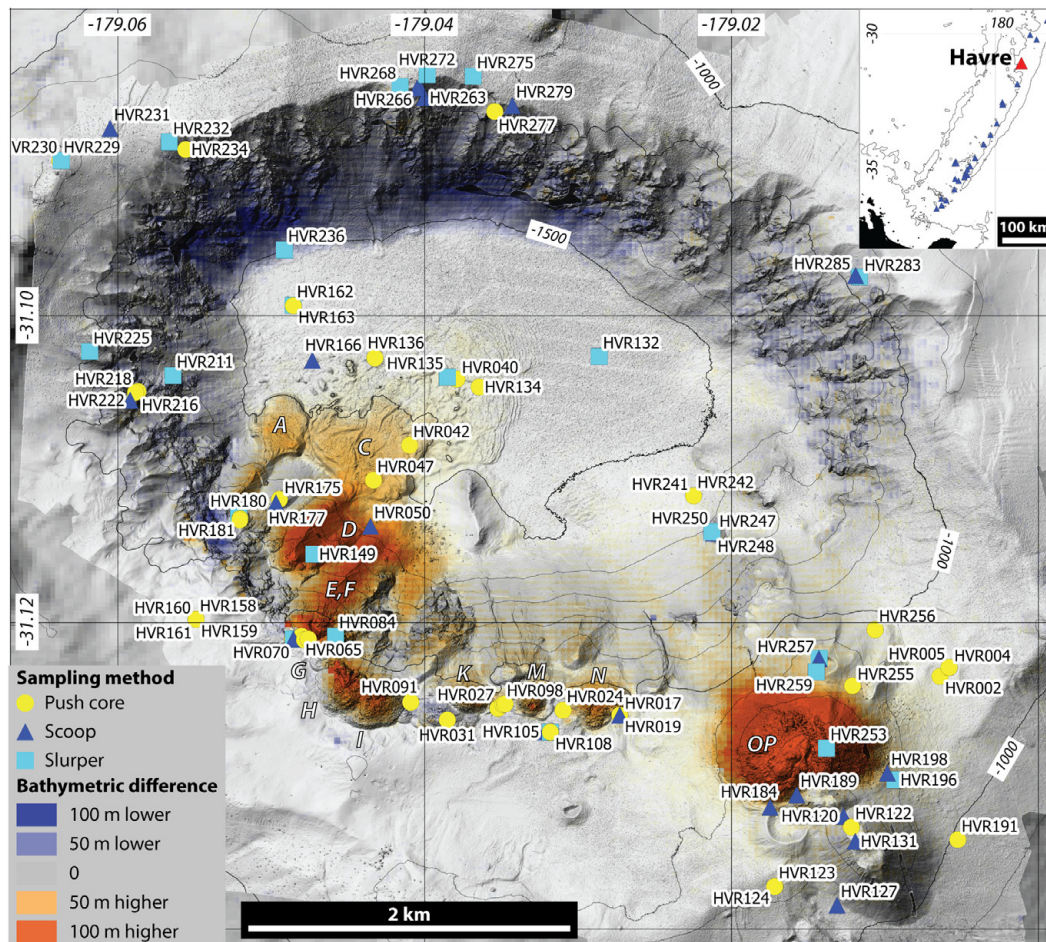 -179.06
-179.04
-179.02
-30
180
Havre
-35
100 km
-1000
HVR272
HVR275
HVR268
HVR266
HVR263
HVR279
HVR277
HVR231
HVR232
VR230
HVR229
HVR234
HVR236
-1500
HVR285
HVR283
-31.10
HVR162
HVR163
HVR225
HVR211
HVR166
HVR136
HVR135
HVR040
HVR132
HVR134
HVR218
HVR222
HVR216
A
C
HVR042
HVR047
HVR175
HVR180
HVR177
HVR181
HVR050
D
HVR149
E,F
HVR241
HVR242
HVR250
HVR247
HVR248
-1000
-31.12
HVR160
HVR158
HVR161
HVR159
HVR084
HVR070
HVR065
G
HVR256
HVR257
HVR005
HVR004
HVR259
HVR255
HVR002
K
M
N
HVR091
HVR027
HVR098
HVR024
HVR017
H
HVR031
HVR105
HVR019
HVR108
I
OP
HVR253
-1000
HVR198
HVR189
HVR196
HVR184
HVR120
HVR122
HVR131
HVR191
HVR123
HVR124
HVR127
Sampling method
Push core
Scoop
Slurper
Bathymetric difference
100 m lower
50 m lower
0
50 m higher
100 m higher
2 km